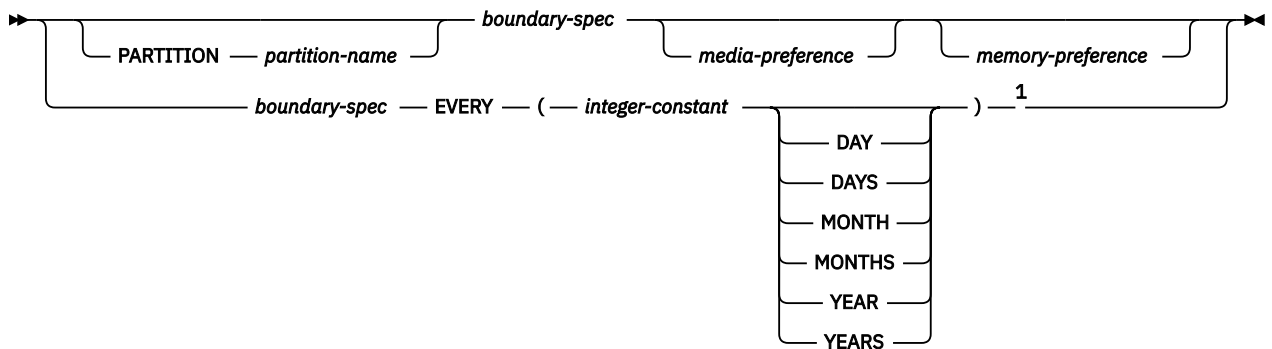 boundary-spec
PARTITION partition-name media-preference memory-preference
boundary-spec EVERY ( integer-constant ) 1
DAY
DAYS
MONTH
MONTHS
YEAR
YEARS